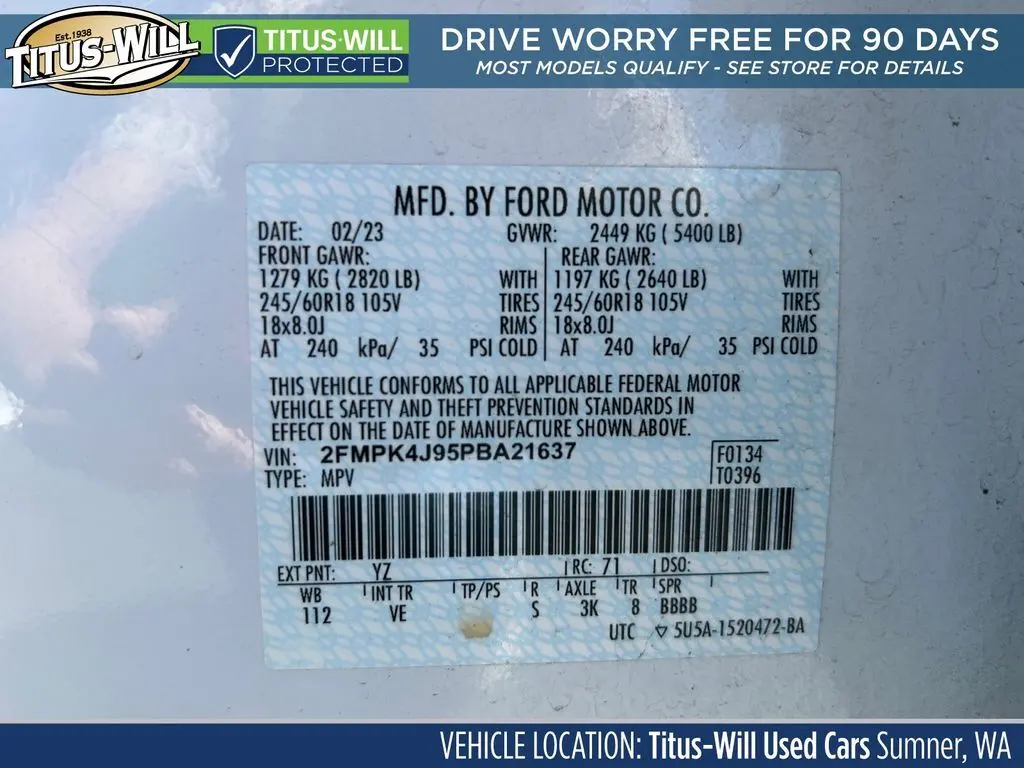 Est. 1938
TITUS-WILL
TITUS-WILL
PROTECTED
DRIVE WORRY FREE FOR 90 DAYS
MOST MODELS QUALIFY - SEE STORE FOR DETAILS
MFD. BY FORD MOTOR CO.
DATE: 02/23 GVWR: 2449 KG ( 5400 LB)
FRONT GAWR: REAR GAWR:
1279 KG ( 2820 LB) WITH 1197 KG ( 2640 LB) WITH
245/60R18 105V TIRES 245/60R18 105V TIRES
18x8.0J RIMS 18x8.0J RIMS
AT 240 kPa/ 35 PSI COLD AT 240 kPa/ 35 PSI COLD
THIS VEHICLE CONFORMS TO ALL APPLICABLE FEDERAL MOTOR
VEHICLE SAFETY AND THEFT PREVENTION STANDARDS IN
EFFECT ON THE DATE OF MANUFACTURE SHOWN ABOVE.
VIN: 2FMPK4J95PBA21637 F0134
TYPE: MPV T0396
EXT PNT: YZ RC: 71 DSO:
WB INT TR TP/PS R AXLE TR SPR
112 VE S 3K 8 BBBB
UTC ▽ 5U5A-1520472-BA
VEHICLE LOCATION: Titus-Will Used Cars Sumner, WA